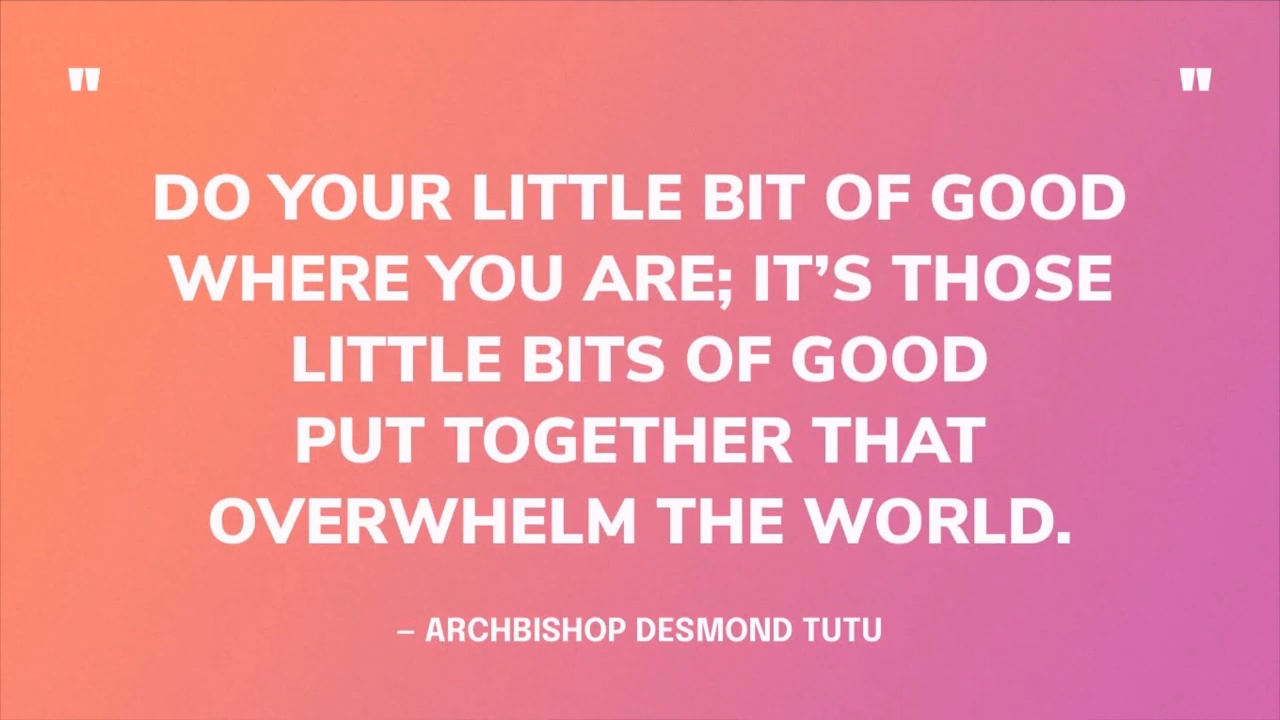 " "
DO YOUR LITTLE BIT OF GOOD
WHERE YOU ARE; IT’S THOSE
LITTLE BITS OF GOOD
PUT TOGETHER THAT
OVERWHELM THE WORLD.
– ARCHBISHOP DESMOND TUTU